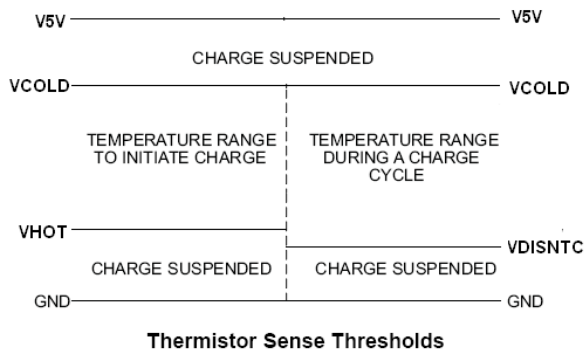 V5V
V5V
CHARGE SUSPENDED
VCOLD
VCOLD
TEMPERATURE RANGE
TO INITIATE CHARGE
TEMPERATURE RANGE
DURING A CHARGE
CYCLE
VHOT
VDISNTC
CHARGE SUSPENDED
CHARGE SUSPENDED
GND
GND
Thermistor Sense Thresholds